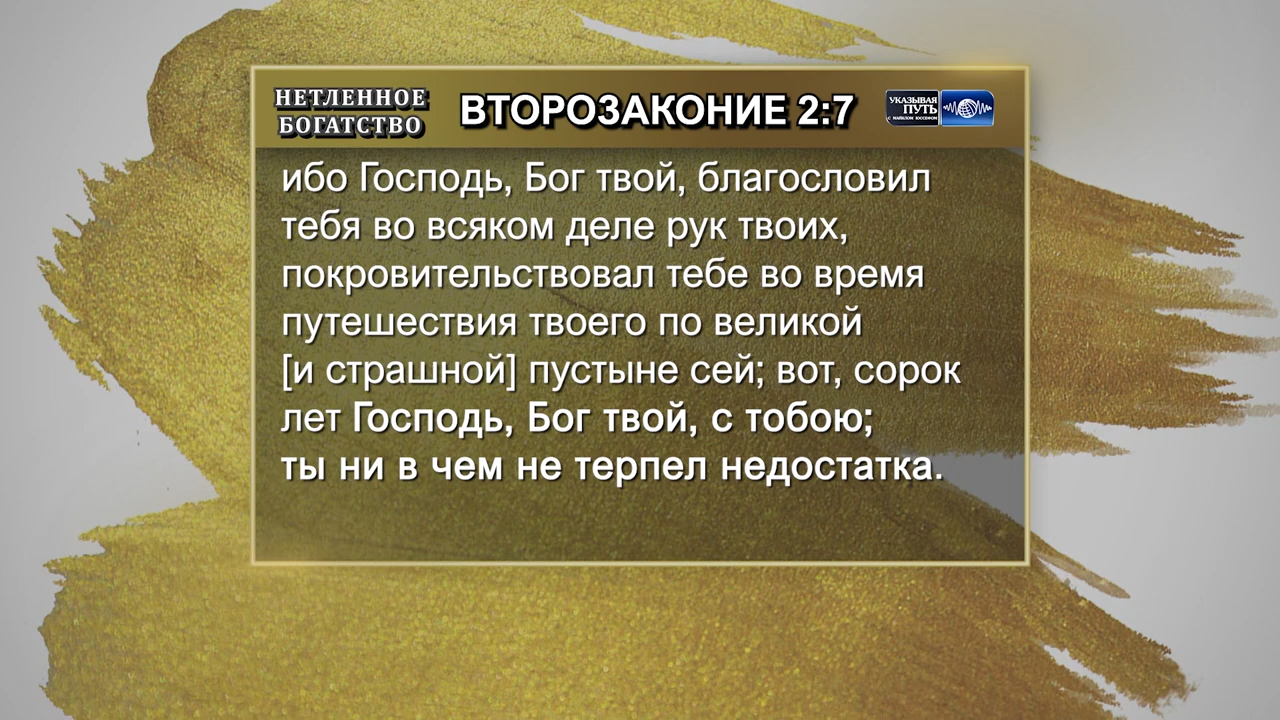 НЕТЛЕННОЕ
БОГАТСТВО
ВТОРОЗАКОНИЕ 2:7
УКАЗЫВАЯ
ПУТЬ
С МАЙКЛОМ ЮССЕФОМ
ибо Господь, Бог твой, благословил
тебя во всяком деле рук твоих,
покровительствовал тебе во время
путешествия твоего по великой
[и страшной] пустыне сей; вот, сорок
лет Господь, Бог твой, с тобою;
ты ни в чем не терпел недостатка.